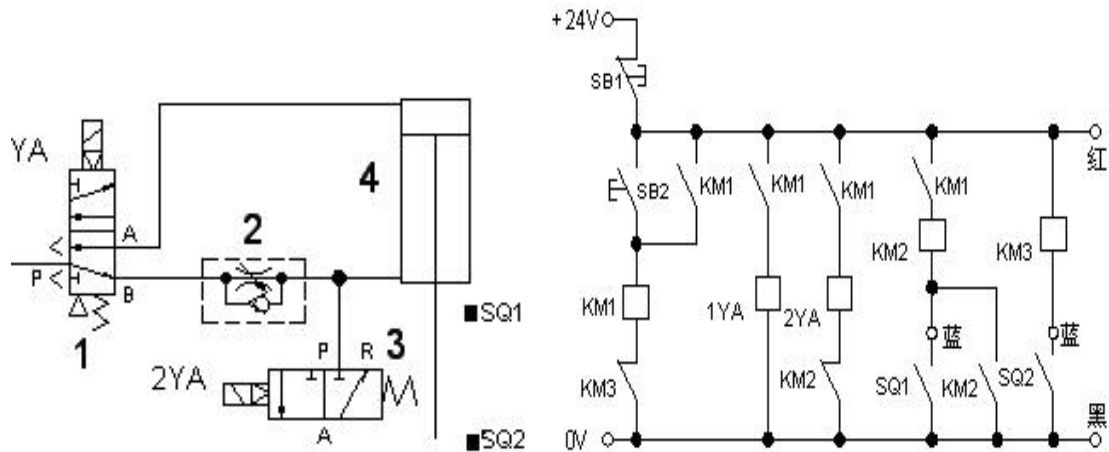 +24V
SB1
红
YA
4
SB2
KM1
KM1
KM1
KM1
A
2
KM2
KM3
P
B
SQ1
KM1
1YA
2YA
蓝
蓝
1
P
R
3
2YA
KM3
KM2
SQ1
KM2
SQ2
A
SQ2
0V
黑